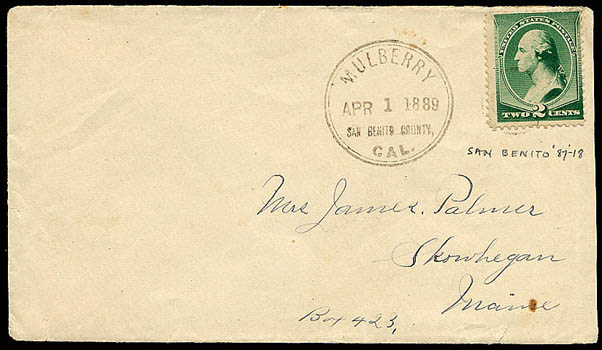 UNITED STATES POSTAGE
TWO 2 CENTS
MULBERRY
APR 1 1889
SAN BENITO COUNTY,
CAL.
SAN BENITO '87-18
Mrs James. Palmer
Skowhegan
Maine
Box 423,